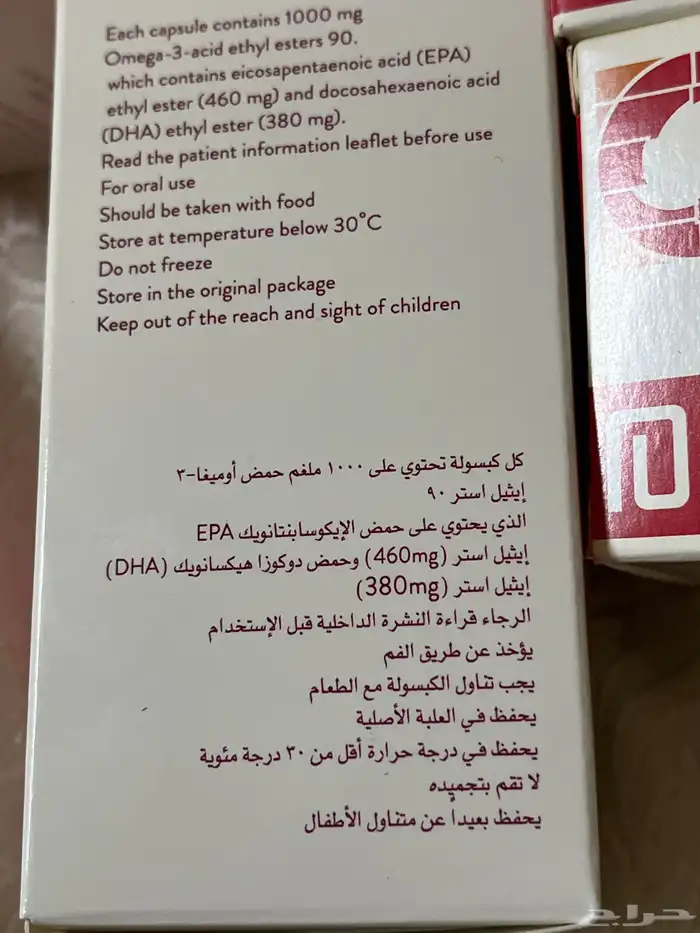 Each capsule contains 1000 mg
Omega-3-acid ethyl esters 90.
which contains eicosapentaenoic acid (EPA)
ethyl ester (460 mg) and docosahexaenoic acid
(DHA) ethyl ester (380 mg).
Read the patient information leaflet before use
For oral use
Should be taken with food
Store at temperature below 30°C
Do not freeze
Store in the original package
Keep out of the reach and sight of children
كل كبسولة تحتوي على ١٠٠٠ ملغم حمض أوميغا-٣
إيثيل استر ٩٠
الذي يحتوي على حمض الإيكوسابنتانويك EPA
إيثيل استر (460mg) وحمض دوكوزا هيكسانويك (DHA)
إيثيل استر (380mg)
الرجاء قراءة النشرة الداخلية قبل الإستخدام
يؤخذ عن طريق الفم
يجب تناول الكبسولة مع الطعام
يحفظ في العلبة الأصلية
يحفظ في درجة حرارة أقل من ٣٠ درجة مئوية
لا تقم بتجميده
يحفظ بعيدا عن متناول الأطفال
حراج